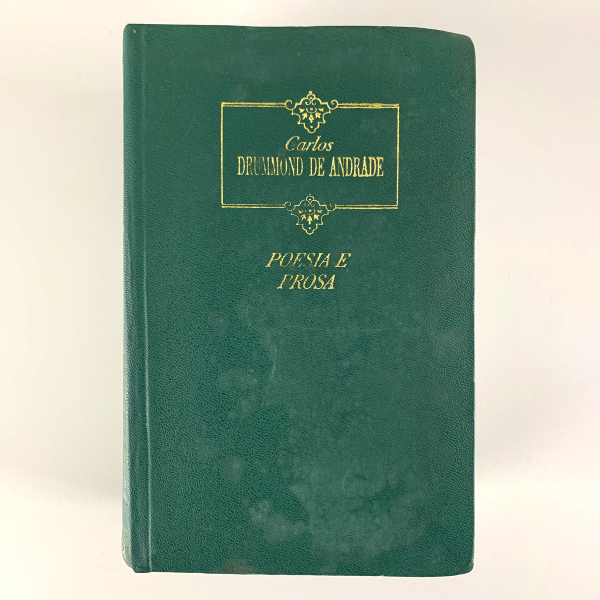 Carlos
DRUMMOND DE ANDRADE
POESIA E
PROSA